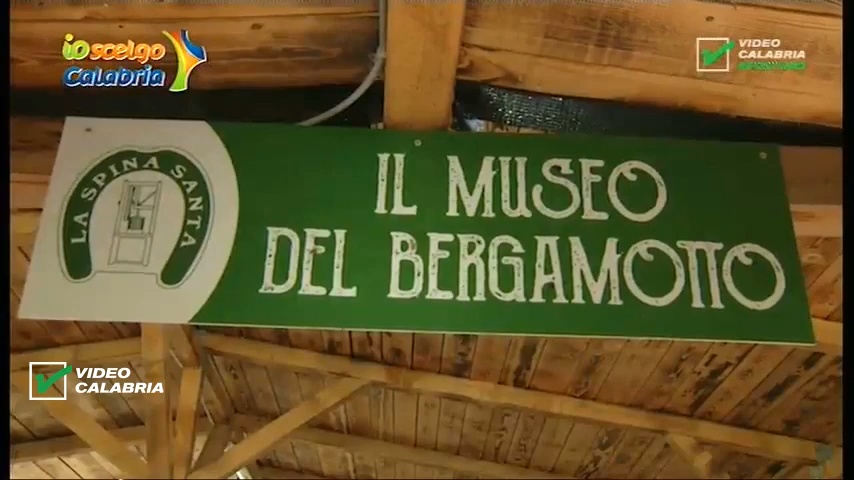 io scelgo
Calabria
VIDEO
CALABRIA
LA SPINA SANTA
IL MUSEO
DEL BERGAMOTTO
VIDEO
CALABRIA